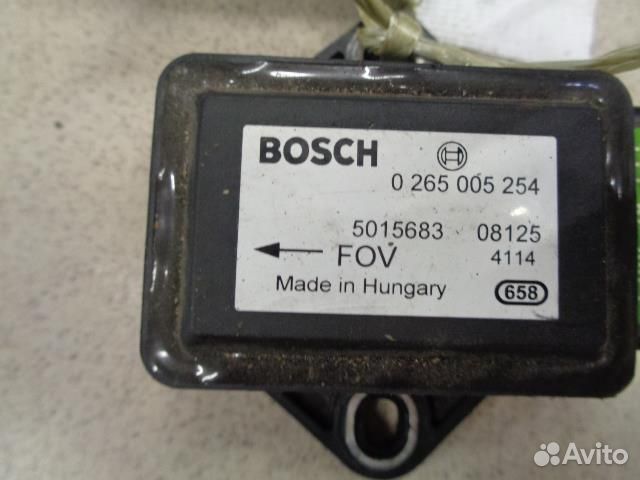 BOSCH
0 265 005 254
5015683 08125
FOV 4114
Made in Hungary 658
Avito